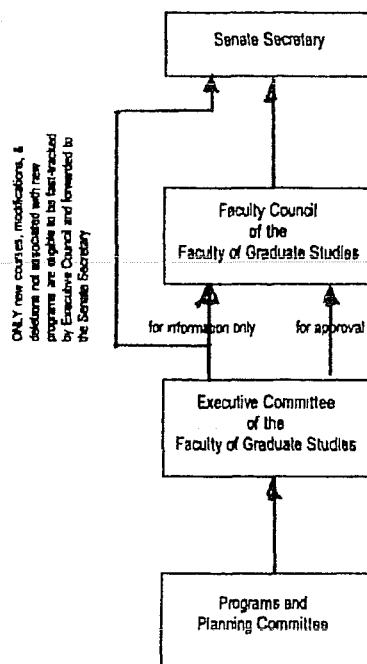 Senate Secretary
ONLY new courses, modifications, &
deletions not associated with new
programs are eligible to be fast-tracked
by Executive Council and forwarded to
the Senate Secretary
Faculty Council
of the
Faculty of Graduate Studies
for information only
for approval
Executive Committee
of the
Faculty of Graduate Studies
Programs and
Planning Committee